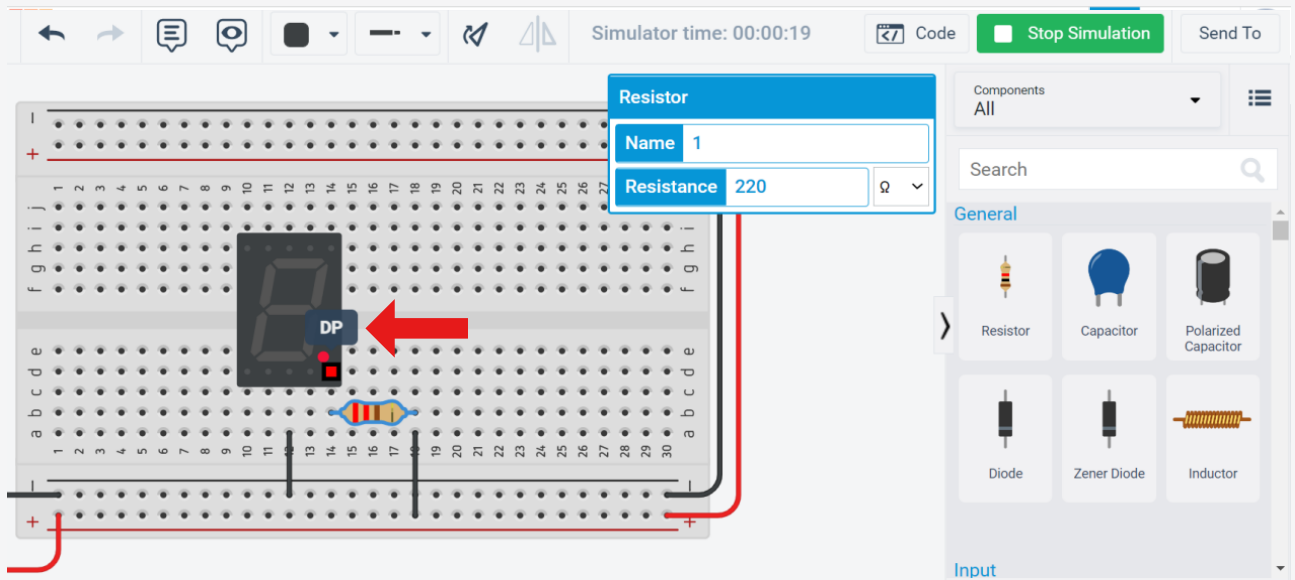 Simulator time: 00:00:19
Code
Stop Simulation
Send To
Resistor
Name 1
Resistance 220 Ω
Components
All
Search
General
Resistor
Capacitor
Polarized
Capacitor
Diode
Zener Diode
Inductor
Input
DP
1 2 3 4 5 6 7 8 9 10 11 12 13 14 15 16 17 18 19 20 21 22 23 24 25 26 27
j
i i
h h
g g
f f
e e
d d
c c
b b
a a
1 2 3 4 5 6 7 8 9 10 11 12 13 14 15 16 17 18 19 20 21 22 23 24 25 26 27 28 29 30